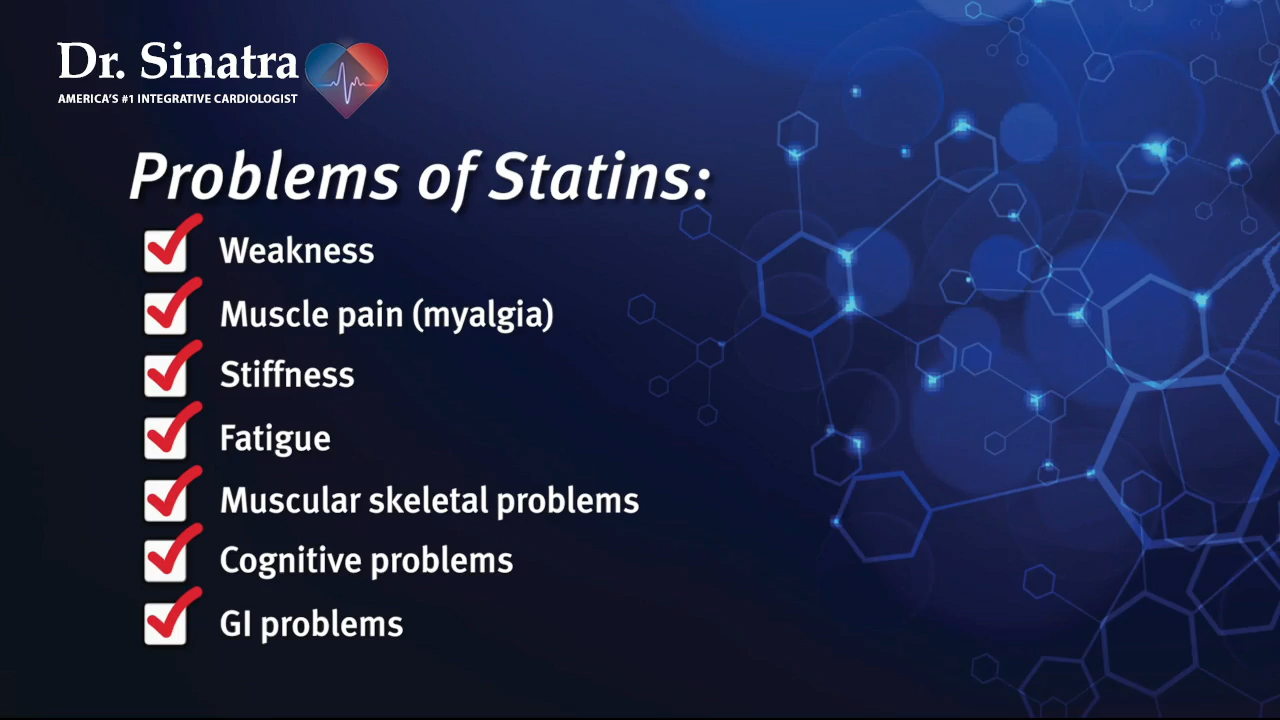 Dr. Sinatra
AMERICA'S #1 INTEGRATIVE CARDIOLOGIST
Problems of Statins:
Weakness
Muscle pain (myalgia)
Stiffness
Fatigue
Muscular skeletal problems
Cognitive problems
GI problems